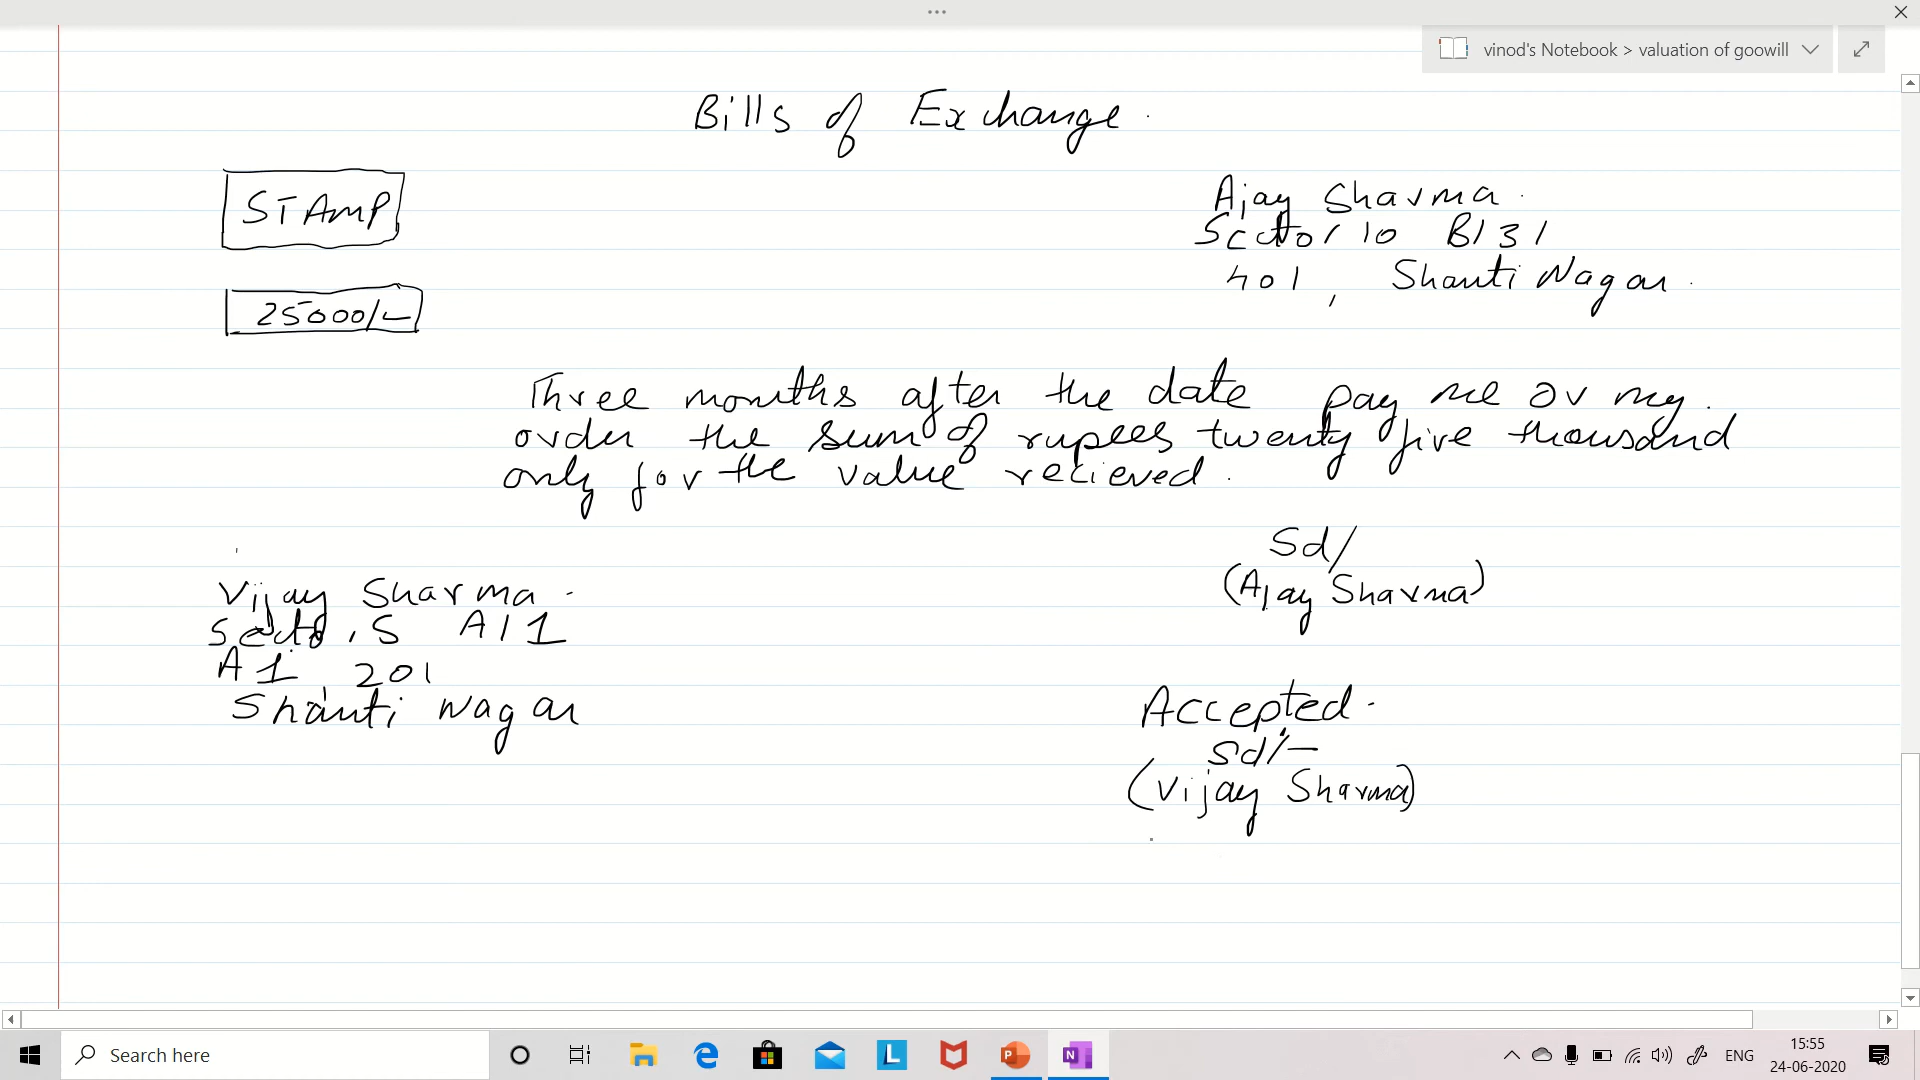 vinod's Notebook > valuation of goowill
Bills of Exchange.
STAMP
Ajay Sharma.
Sector 10 B131
401, Shanti Nagar.
25000/-
Three months after the date pay me or my.
order the sum of rupees twenty five thousand
only for the value recieved.
Sd/
(Ajay Sharma)
Vijay Sharma.
Sector 5 A/1
A1, 201
Shanti Nagar
Accepted.
Sd/-
(Vijay Sharma)
Search here
ENG
15:55
24-06-2020